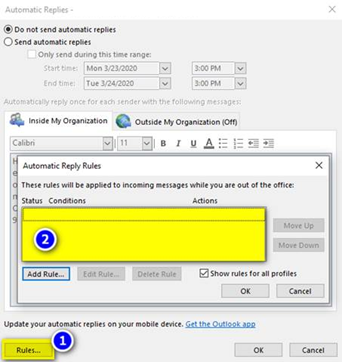 Automatic Replies -
Do not send automatic replies
Send automatic replies
Only send during this time range:
Start time: Mon 3/23/2020 3:00 PM
End time: Tue 3/24/2020 3:00 PM
Automatically reply once for each sender with the following messages:
Inside My Organization Outside My Organization (Off)
Calibri 11 B I U A
Automatic Reply Rules
These rules will be applied to incoming messages while you are out of the office:
Status Conditions Actions
2
Move Up
Move Down
Add Rule... Edit Rule... Delete Rule Show rules for all profiles
OK Cancel
Update your automatic replies on your mobile device. Get the Outlook app
1
Rules... OK Cancel